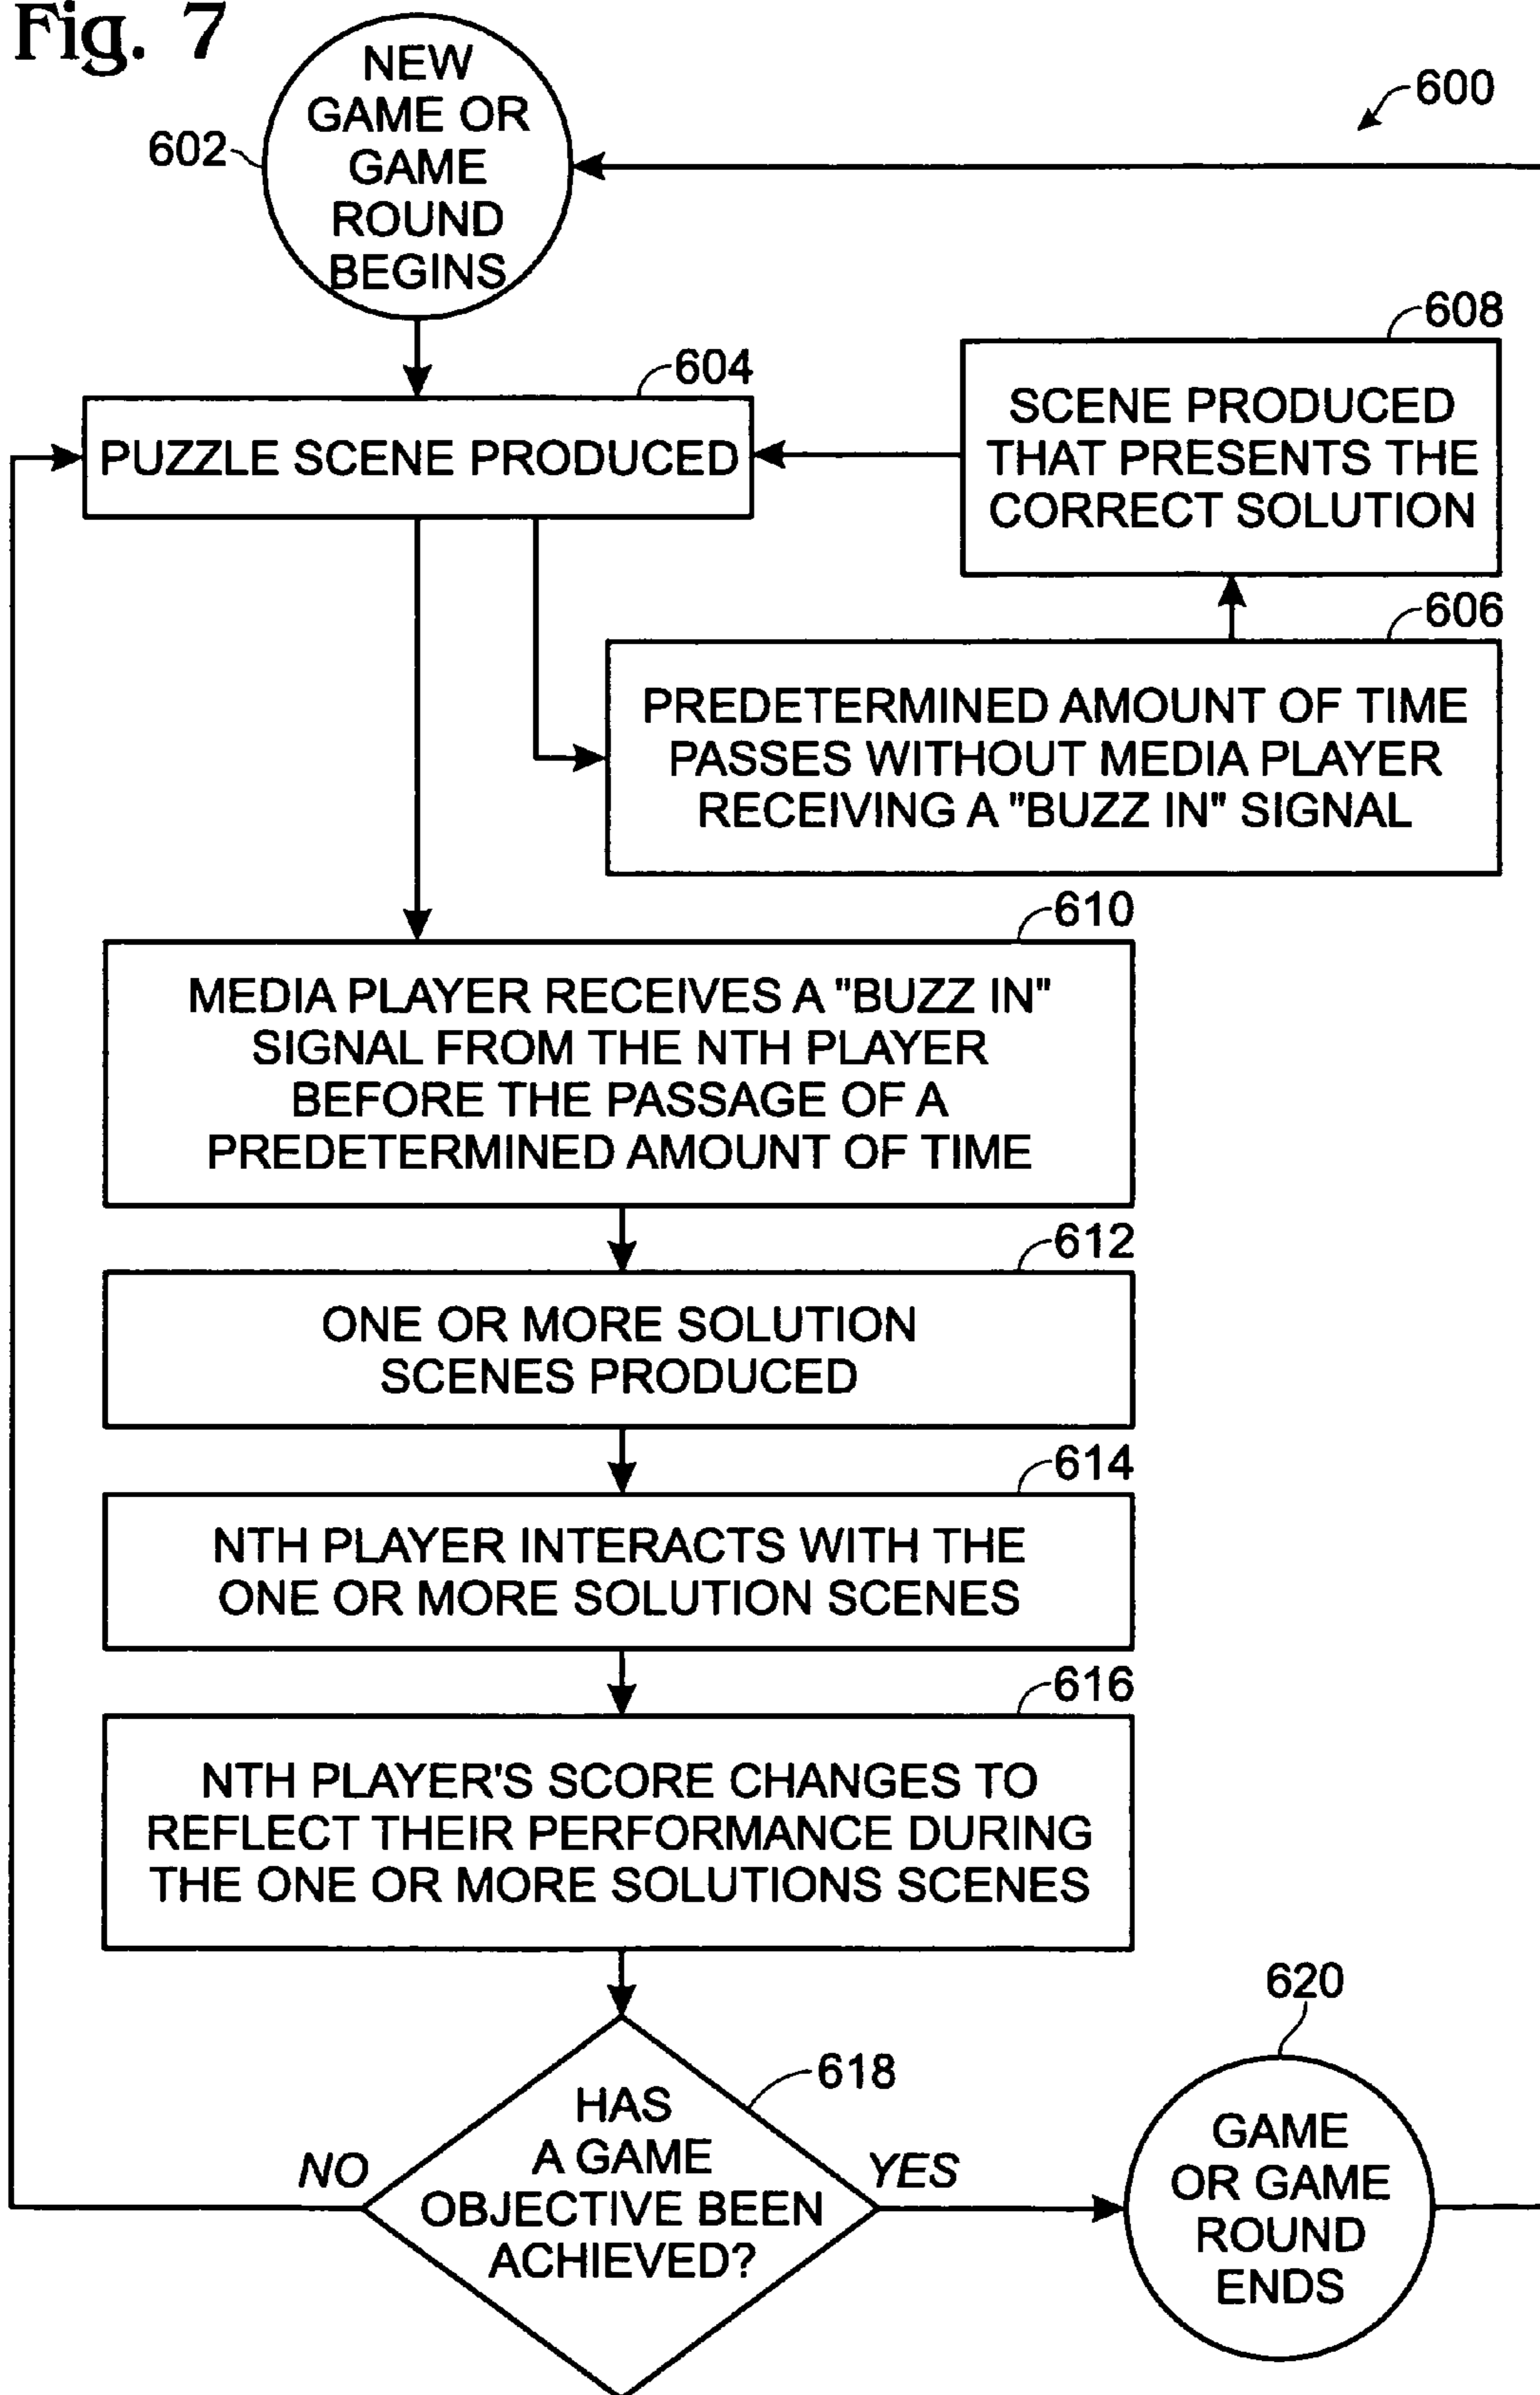 Fig. 7
NEW
GAME OR
GAME
ROUND
BEGINS
602
600
604
PUZZLE SCENE PRODUCED
608
SCENE PRODUCED
THAT PRESENTS THE
CORRECT SOLUTION
606
PREDETERMINED AMOUNT OF TIME
PASSES WITHOUT MEDIA PLAYER
RECEIVING A "BUZZ IN" SIGNAL
610
MEDIA PLAYER RECEIVES A "BUZZ IN"
SIGNAL FROM THE NTH PLAYER
BEFORE THE PASSAGE OF A
PREDETERMINED AMOUNT OF TIME
612
ONE OR MORE SOLUTION
SCENES PRODUCED
614
NTH PLAYER INTERACTS WITH THE
ONE OR MORE SOLUTION SCENES
616
NTH PLAYER'S SCORE CHANGES TO
REFLECT THEIR PERFORMANCE DURING
THE ONE OR MORE SOLUTIONS SCENES
618
HAS
A GAME
OBJECTIVE BEEN
ACHIEVED?
NO
YES
620
GAME
OR GAME
ROUND
ENDS